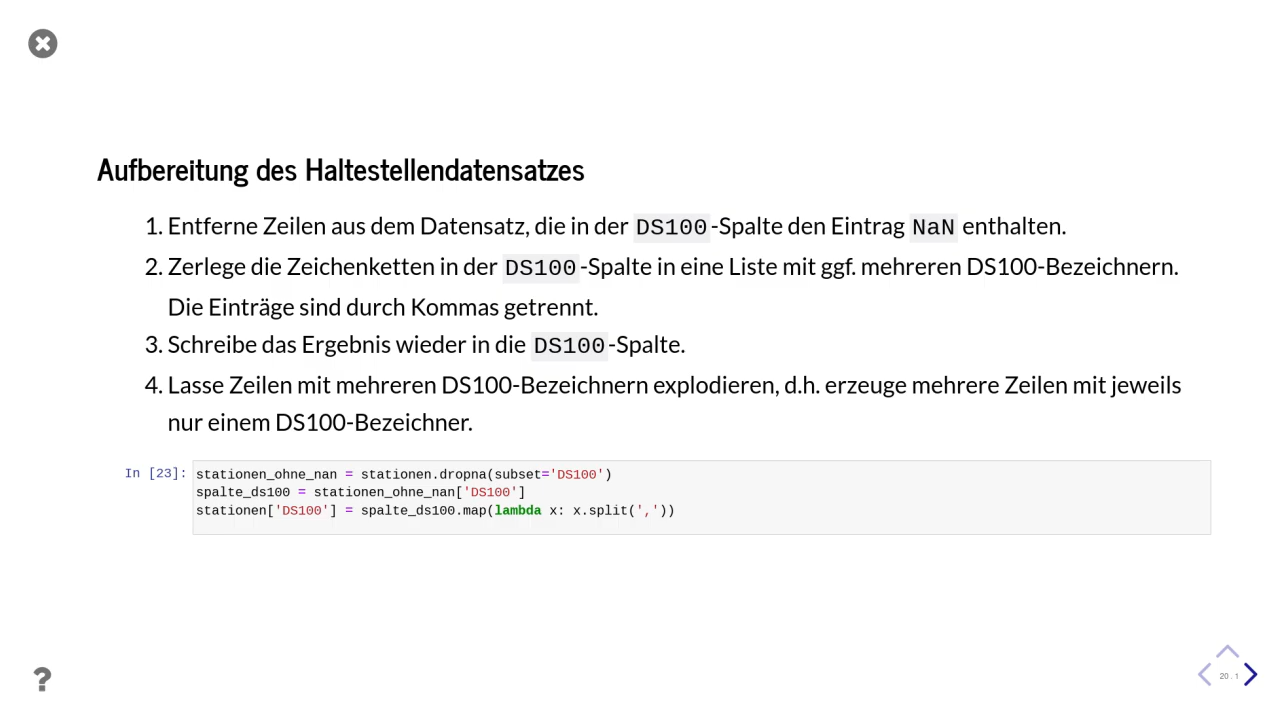 Aufbereitung des Haltestellendatensatzes
1. Entferne Zeilen aus dem Datensatz, die in der DS100-Spalte den Eintrag NaN enthalten.
2. Zerlege die Zeichenketten in der DS100-Spalte in eine Liste mit ggf. mehreren DS100-Bezeichnern.
Die Einträge sind durch Kommas getrennt.
3. Schreibe das Ergebnis wieder in die DS100-Spalte.
4. Lasse Zeilen mit mehreren DS100-Bezeichnern explodieren, d.h. erzeuge mehrere Zeilen mit jeweils
nur einem DS100-Bezeichner.
In [23]: stationen_ohne_nan = stationen.dropna(subset='DS100')
spalte_ds100 = stationen_ohne_nan['DS100']
stationen['DS100'] = spalte_ds100.map(lambda x: x.split(','))
?
20 . 1